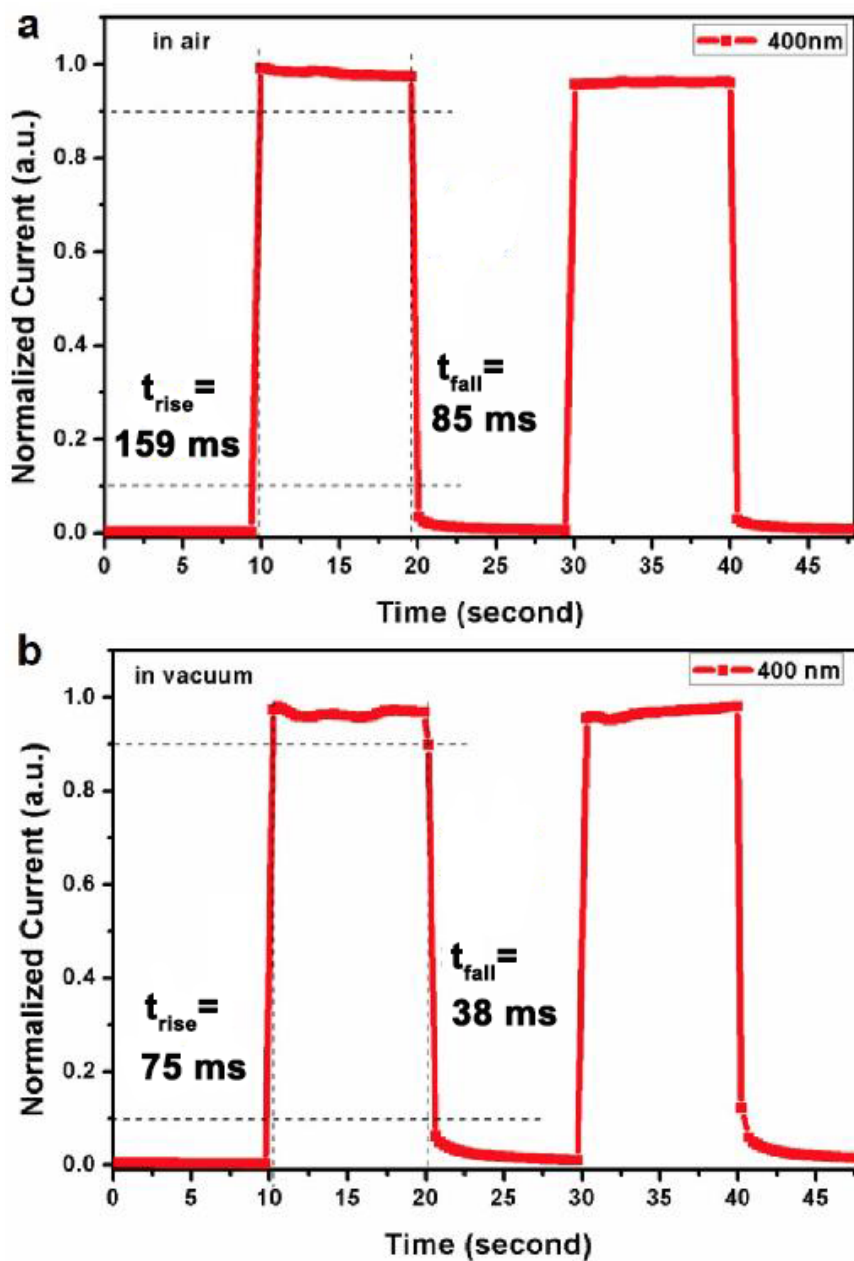 a
in air
400nm
Normalized Current (a.u.)
1.0
0.8
0.6
0.4
0.2
0.0
t_rise=
159 ms
t_fall=
85 ms
0 5 10 15 20 25 30 35 40 45
Time (second)
b
in vacuum
400 nm
Normalized Current (a.u.)
1.0
0.8
0.6
0.4
0.2
0.0
t_rise=
75 ms
t_fall=
38 ms
0 5 10 15 20 25 30 35 40 45
Time (second)